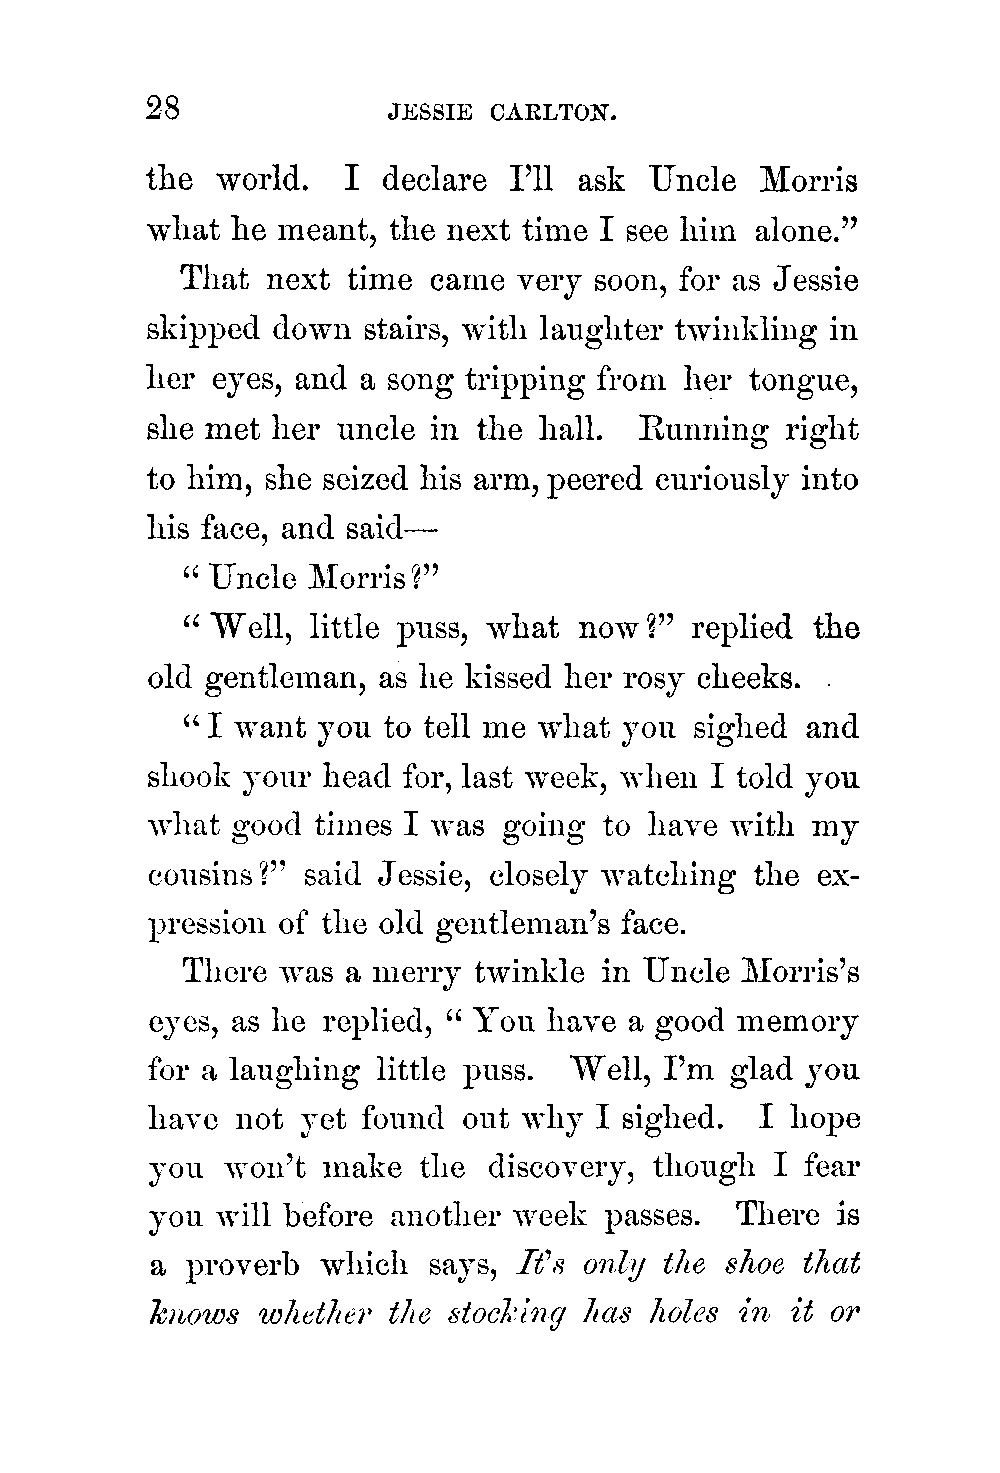 28 JESSIE CARLTON.
the world. I declare I'll ask Uncle Morris
what he meant, the next time I see him alone.”
That next time came very soon, for as Jessie
skipped down stairs, with laughter twinkling in
her eyes, and a song tripping from her tongue,
she met her uncle in the hall. Running right
to him, she seized his arm, peered curiously into
his face, and said—
“ Uncle Morris?”
“ Well, little puss, what now?” replied the
old gentleman, as he kissed her rosy cheeks.
“ I want you to tell me what you sighed and
shook your head for, last week, when I told you
what good times I was going to have with my
cousins?” said Jessie, closely watching the ex-
pression of the old gentleman's face.
There was a merry twinkle in Uncle Morris's
eyes, as he replied, “ You have a good memory
for a laughing little puss. Well, I'm glad you
have not yet found out why I sighed. I hope
you won't make the discovery, though I fear
you will before another week passes. There is
a proverb which says, It's only the shoe that
knows whether the stocking has holes in it or